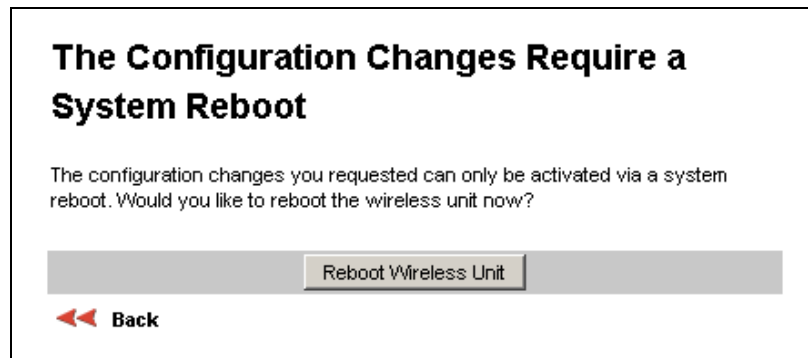 The Configuration Changes Require a
System Reboot
The configuration changes you requested can only be activated via a system
reboot. Would you like to reboot the wireless unit now?
Reboot Wireless Unit
Back